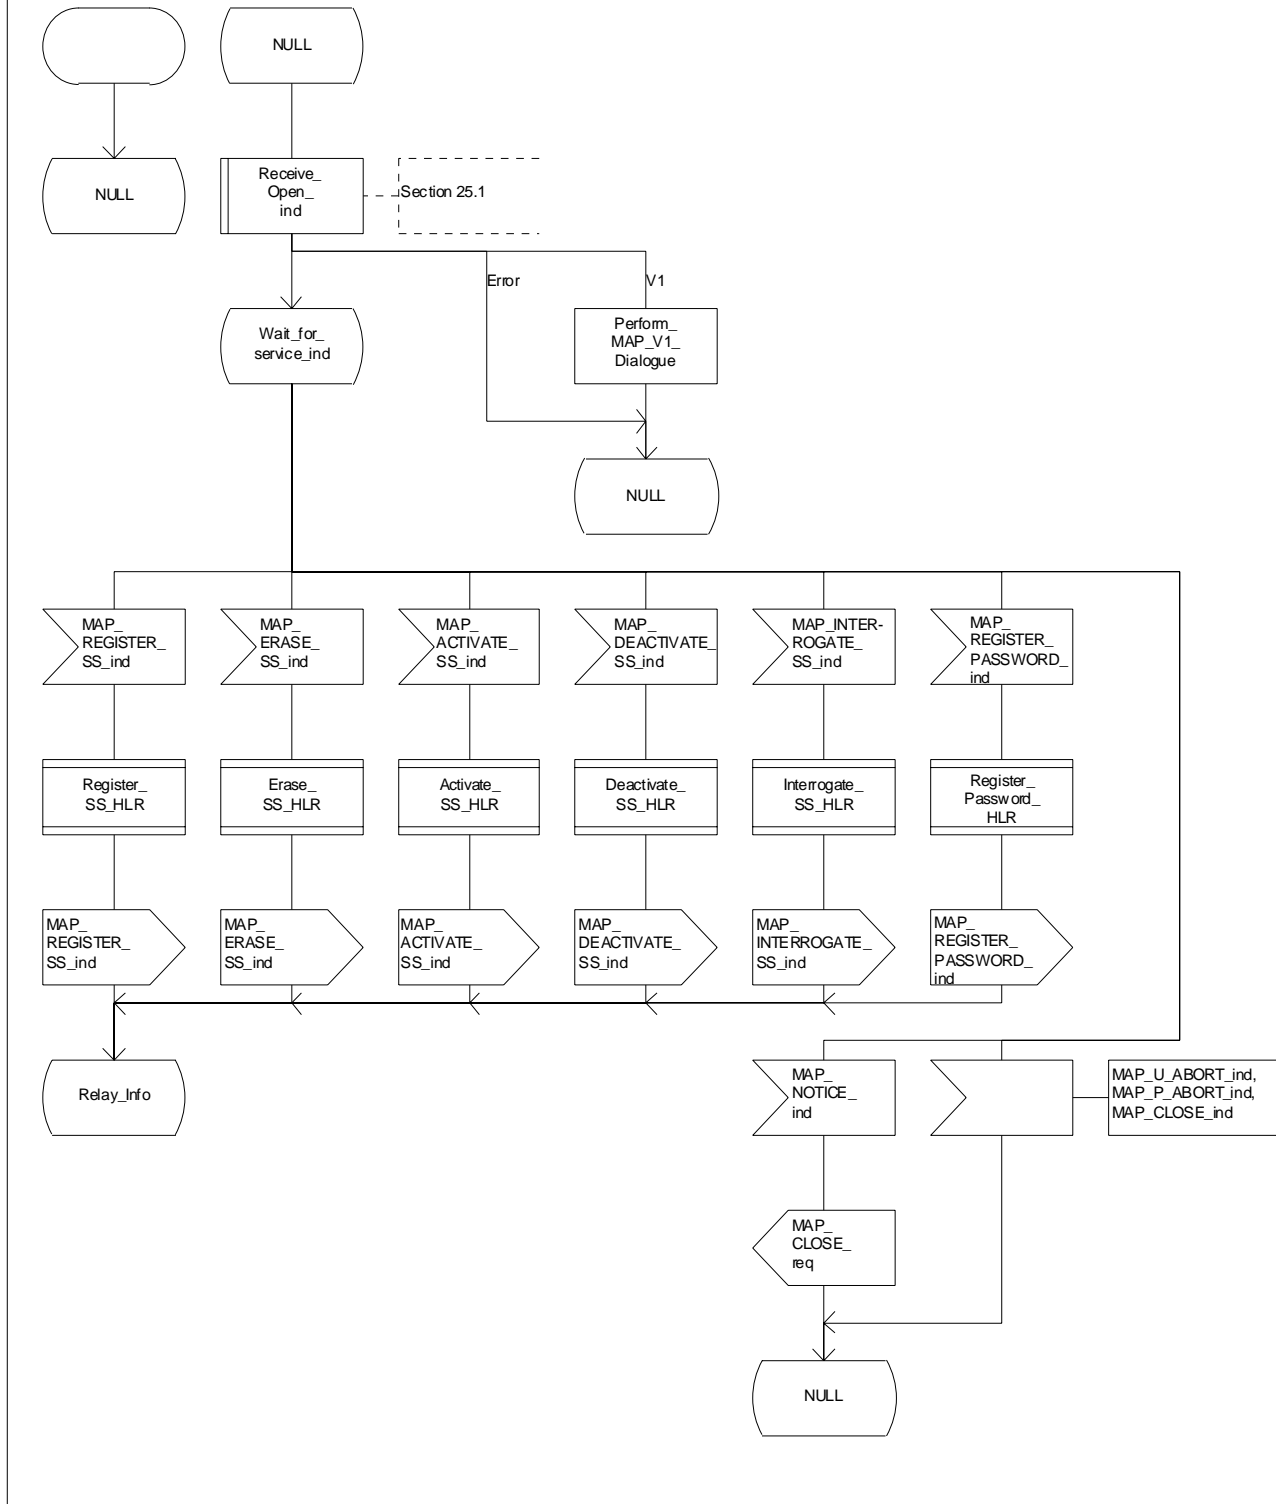 NULL
NULL
Receive_
Open_
ind
Section 25.1
Error
V1
Wait_for_
service_ind
Perform_
MAP_V1_
Dialogue
NULL
MAP_
REGISTER_
SS_ind
MAP_
ERASE_
SS_ind
MAP_
ACTIVATE_
SS_ind
MAP_
DEACTIVATE_
SS_ind
MAP_INTER-
ROGATE_
SS_ind
MAP_
REGISTER_
PASSWORD_
ind
Register_
SS_HLR
Erase_
SS_HLR
Activate_
SS_HLR
Deactivate_
SS_HLR
Interrogate_
SS_HLR
Register_
Password_
HLR
MAP_
REGISTER_
SS_ind
MAP_
ERASE_
SS_ind
MAP_
ACTIVATE_
SS_ind
MAP_
DEACTIVATE_
SS_ind
MAP_
INTERROGATE_
SS_ind
MAP_
REGISTER_
PASSWORD_
ind
Relay_Info
MAP_
NOTICE_
ind
MAP_U_ABORT_ind,
MAP_P_ABORT_ind,
MAP_CLOSE_ind
MAP_
CLOSE_
req
NULL